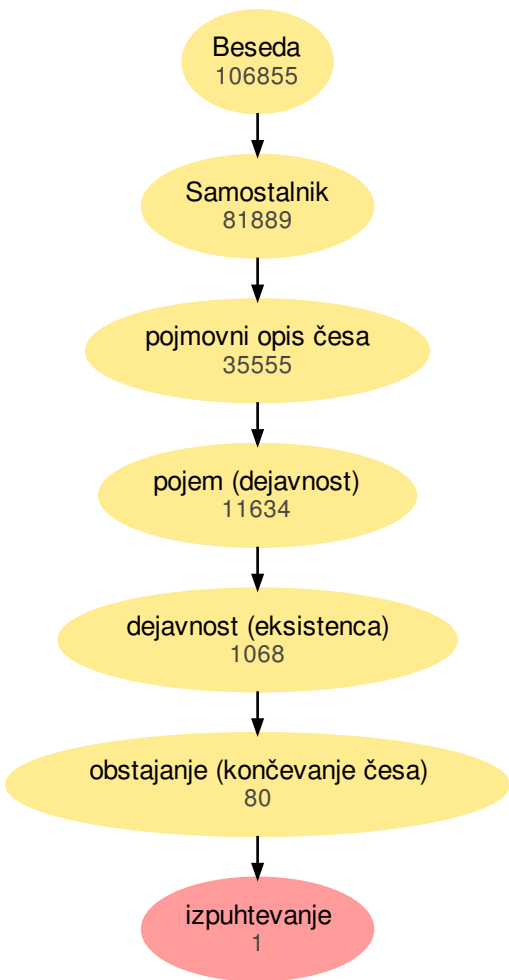 Beseda
106855
Samostalnik
81889
pojmovni opis česa
35555
pojem (dejavnost)
11634
dejavnost (eksistenca)
1068
obstajanje (končevanje česa)
80
izpuhtevanje
1